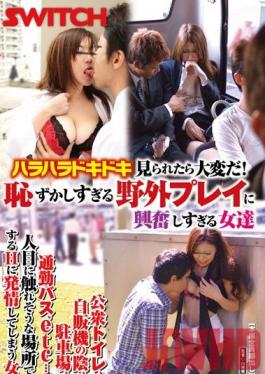 SWITCH
ハラハラドキドキ 見られたら大変だ!
恥ずかしすぎる野外プレイに
興奮しすぎる女達
公衆トイレ
自販機の陰
駐車場
通勤バスetc…
人目に触れそうな場所で
するHに発情してしまう女